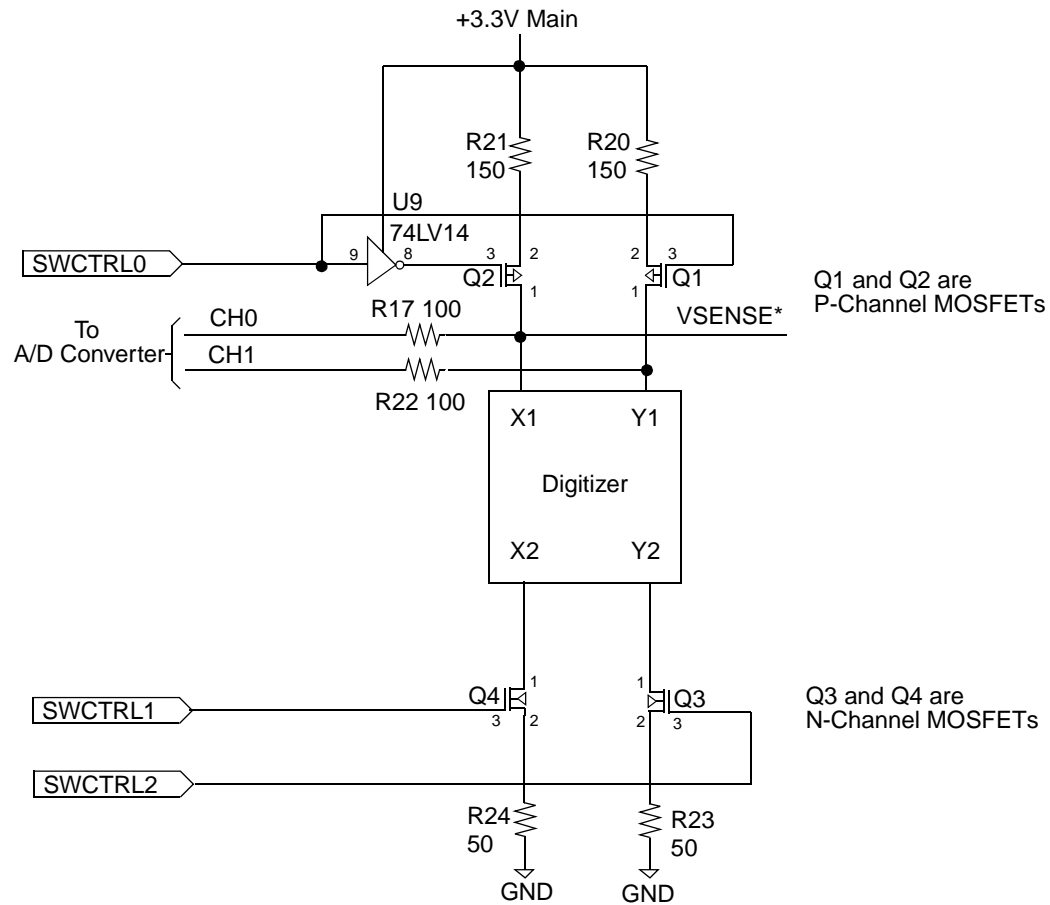 +3.3V Main
R21
150
R20
150
U9
74LV14
SWCTRL0
9
8
3
2
Q2
1
2
3
Q1
1
Q1 and Q2 are
P-Channel MOSFETs
To
A/D Converter
CH0
R17 100
VSENSE*
CH1
R22 100
X1
Y1
Digitizer
X2
Y2
SWCTRL1
Q4
1
3
2
1
Q3
2
3
Q3 and Q4 are
N-Channel MOSFETs
SWCTRL2
R24
50
R23
50
GND
GND